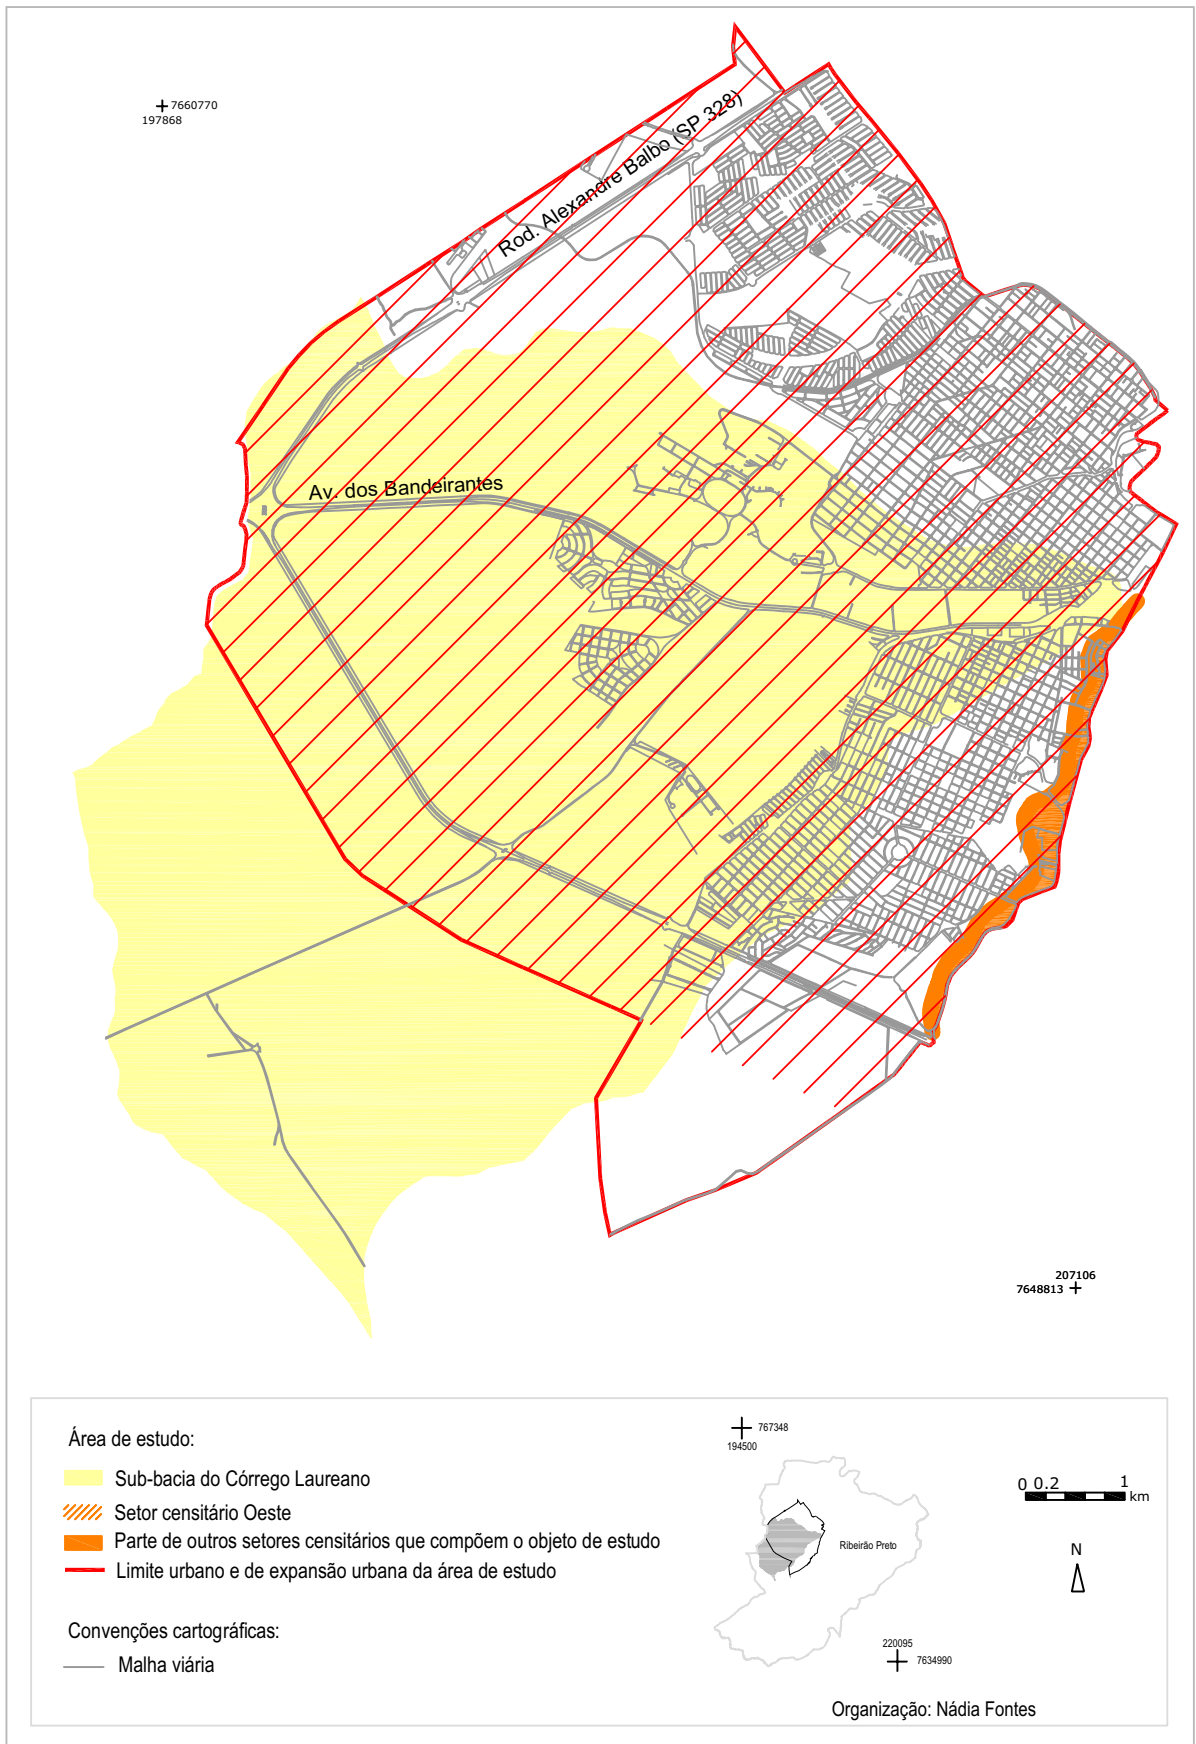 7660770
197868
Rod. Alexandre Balbo (SP 328)
Av. dos Bandeirantes
207106
7648813
Área de estudo:
Sub-bacia do Córrego Laureano
Setor censitário Oeste
Parte de outros setores censitários que compõem o objeto de estudo
Limite urbano e de expansão urbana da área de estudo
Convenções cartográficas:
Malha viária
767348
194500
Ribeirão Preto
220095
7634990
0 0.2 1
km
N
Organização: Nádia Fontes